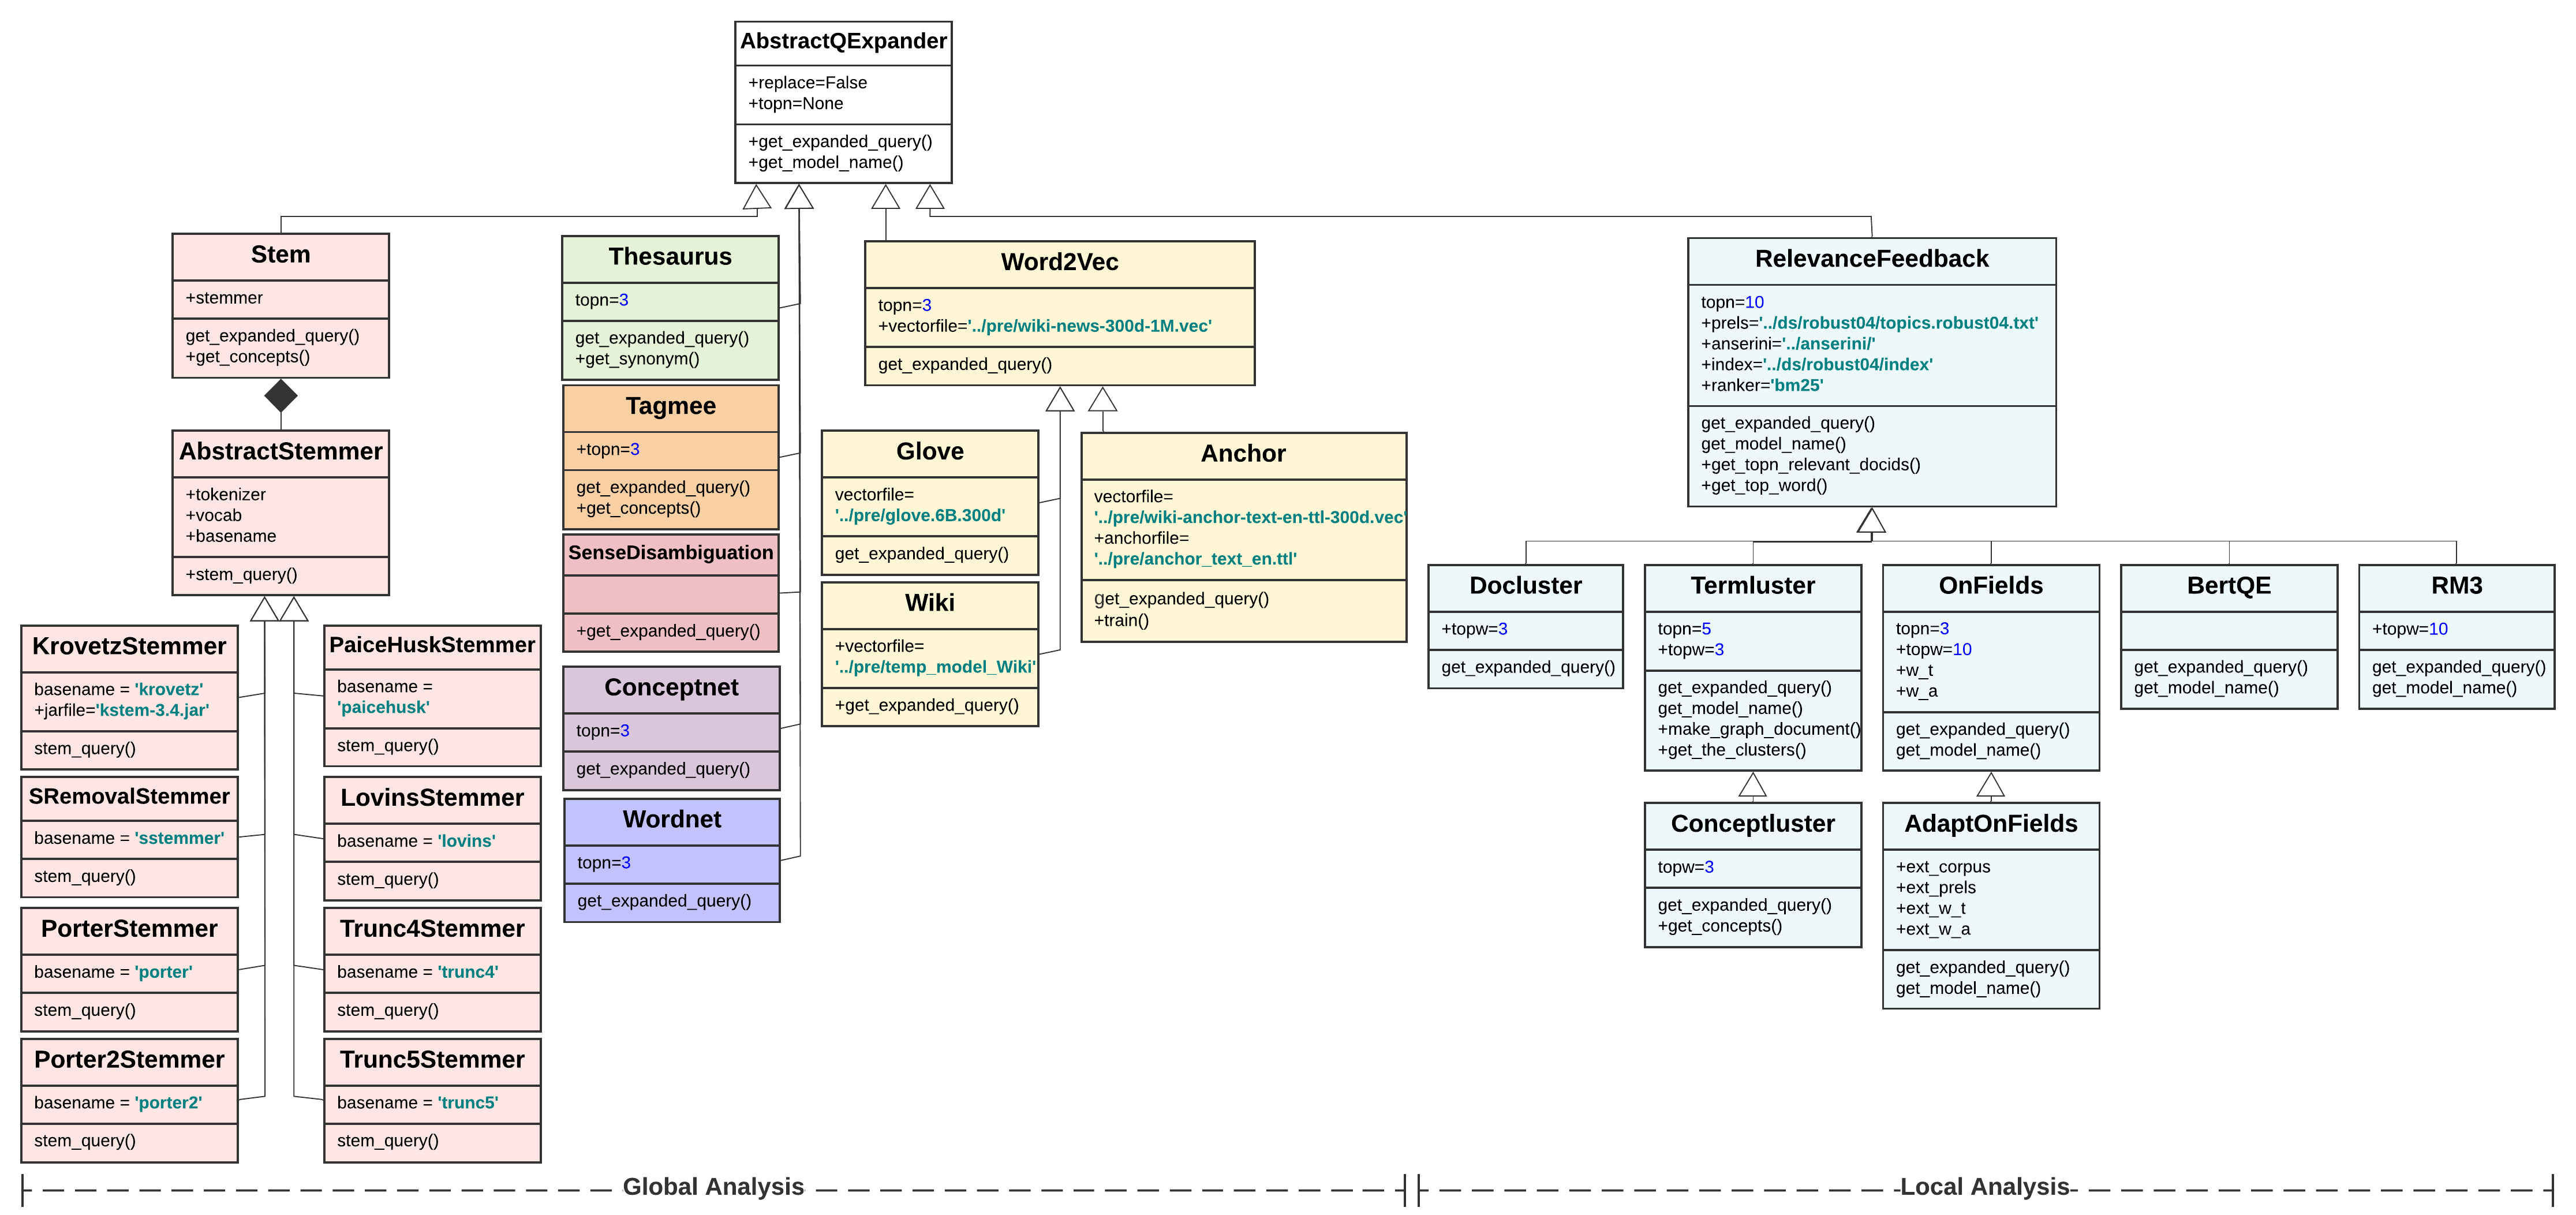 AbstractQExpander
+replace=False
+topn=None
+get_expanded_query()
+get_model_name()
Stem
+stemmer
get_expanded_query()
+get_concepts()
AbstractStemmer
+tokenizer
+vocab
+basename
+stem_query()
KrovetzStemmer
basename = 'krovetz'
+jarfile='kstem-3.4.jar'
stem_query()
SRemovalStemmer
basename = 'sstemmer'
stem_query()
PorterStemmer
basename = 'porter'
stem_query()
Porter2Stemmer
basename = 'porter2'
stem_query()
PaiceHuskStemmer
basename =
'paicehusk'
stem_query()
LovinsStemmer
basename = 'lovins'
stem_query()
Trunc4Stemmer
basename = 'trunc4'
stem_query()
Trunc5Stemmer
basename = 'trunc5'
stem_query()
Thesaurus
topn=3
get_expanded_query()
+get_synonym()
Tagmee
+topn=3
get_expanded_query()
+get_concepts()
SenseDisambiguation
+get_expanded_query()
Conceptnet
topn=3
get_expanded_query()
Wordnet
topn=3
get_expanded_query()
Word2Vec
topn=3
+vectorfile='../pre/wiki-news-300d-1M.vec'
get_expanded_query()
Glove
vectorfile=
'../pre/glove.6B.300d'
get_expanded_query()
Wiki
+vectorfile=
'../pre/temp_model_Wiki'
+get_expanded_query()
Anchor
vectorfile=
'../pre/wiki-anchor-text-en-ttl-300d.vec'
+anchorfile=
'../pre/anchor_text_en.ttl'
get_expanded_query()
+train()
RelevanceFeedback
topn=10
+prels='../ds/robust04/topics.robust04.txt'
+anserini='../anserini/'
+index='../ds/robust04/index'
+ranker='bm25'
get_expanded_query()
get_model_name()
+get_topn_relevant_docids()
+get_top_word()
Docluster
+topw=3
get_expanded_query()
Termluster
topn=5
+topw=3
get_expanded_query()
get_model_name()
+make_graph_document()
+get_the_clusters()
Conceptluster
topw=3
get_expanded_query()
+get_concepts()
OnFields
topn=3
+topw=10
+w_t
+w_a
get_expanded_query()
get_model_name()
AdaptOnFields
+ext_corpus
+ext_prels
+ext_w_t
+ext_w_a
get_expanded_query()
get_model_name()
BertQE
get_expanded_query()
get_model_name()
RM3
+topw=10
get_expanded_query()
get_model_name()
Global Analysis
Local Analysis